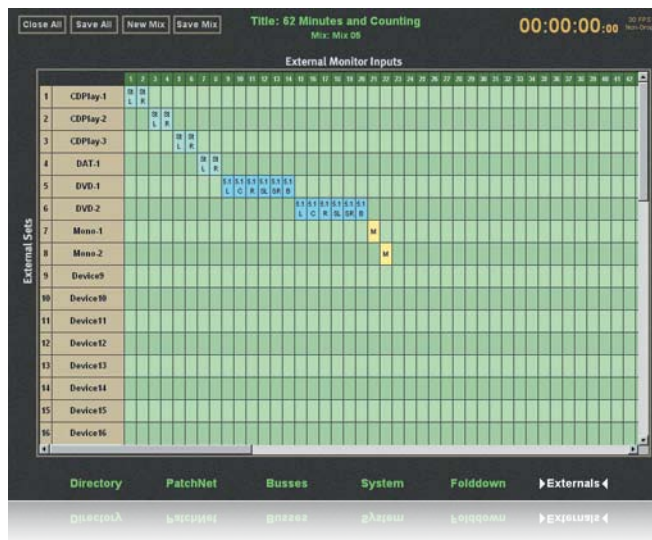 Close All Save All New Mix Save Mix
Title: 62 Minutes and Counting
Mix: Mix 05
00:00:00:00
30 FPS
Non-Drop
External Monitor Inputs
1 2 3 4 5 6 7 8 9 10 11 12 13 14 15 16 17 18 19 20 21 22 23 24 25 26 27 28 29 30 31 32 33 34 35 36 37 38 39 40 41 42
External Sets
1 CDPlay-1 St L St R
2 CDPlay-2 St L St R
3 CDPlay-3 St L St R
4 DAT-1 St L St R
5 DVD-1 5.1 L 5.1 C 5.1 R 5.1 SL 5.1 SR 5.1 B
6 DVD-2 5.1 L 5.1 C 5.1 R 5.1 SL 5.1 SR 5.1 B
7 Mono-1 M
8 Mono-2 M
9 Device9
10 Device10
11 Device11
12 Device12
13 Device13
14 Device14
15 Device15
16 Device16
Directory PatchNet Busses System Folddown Externals